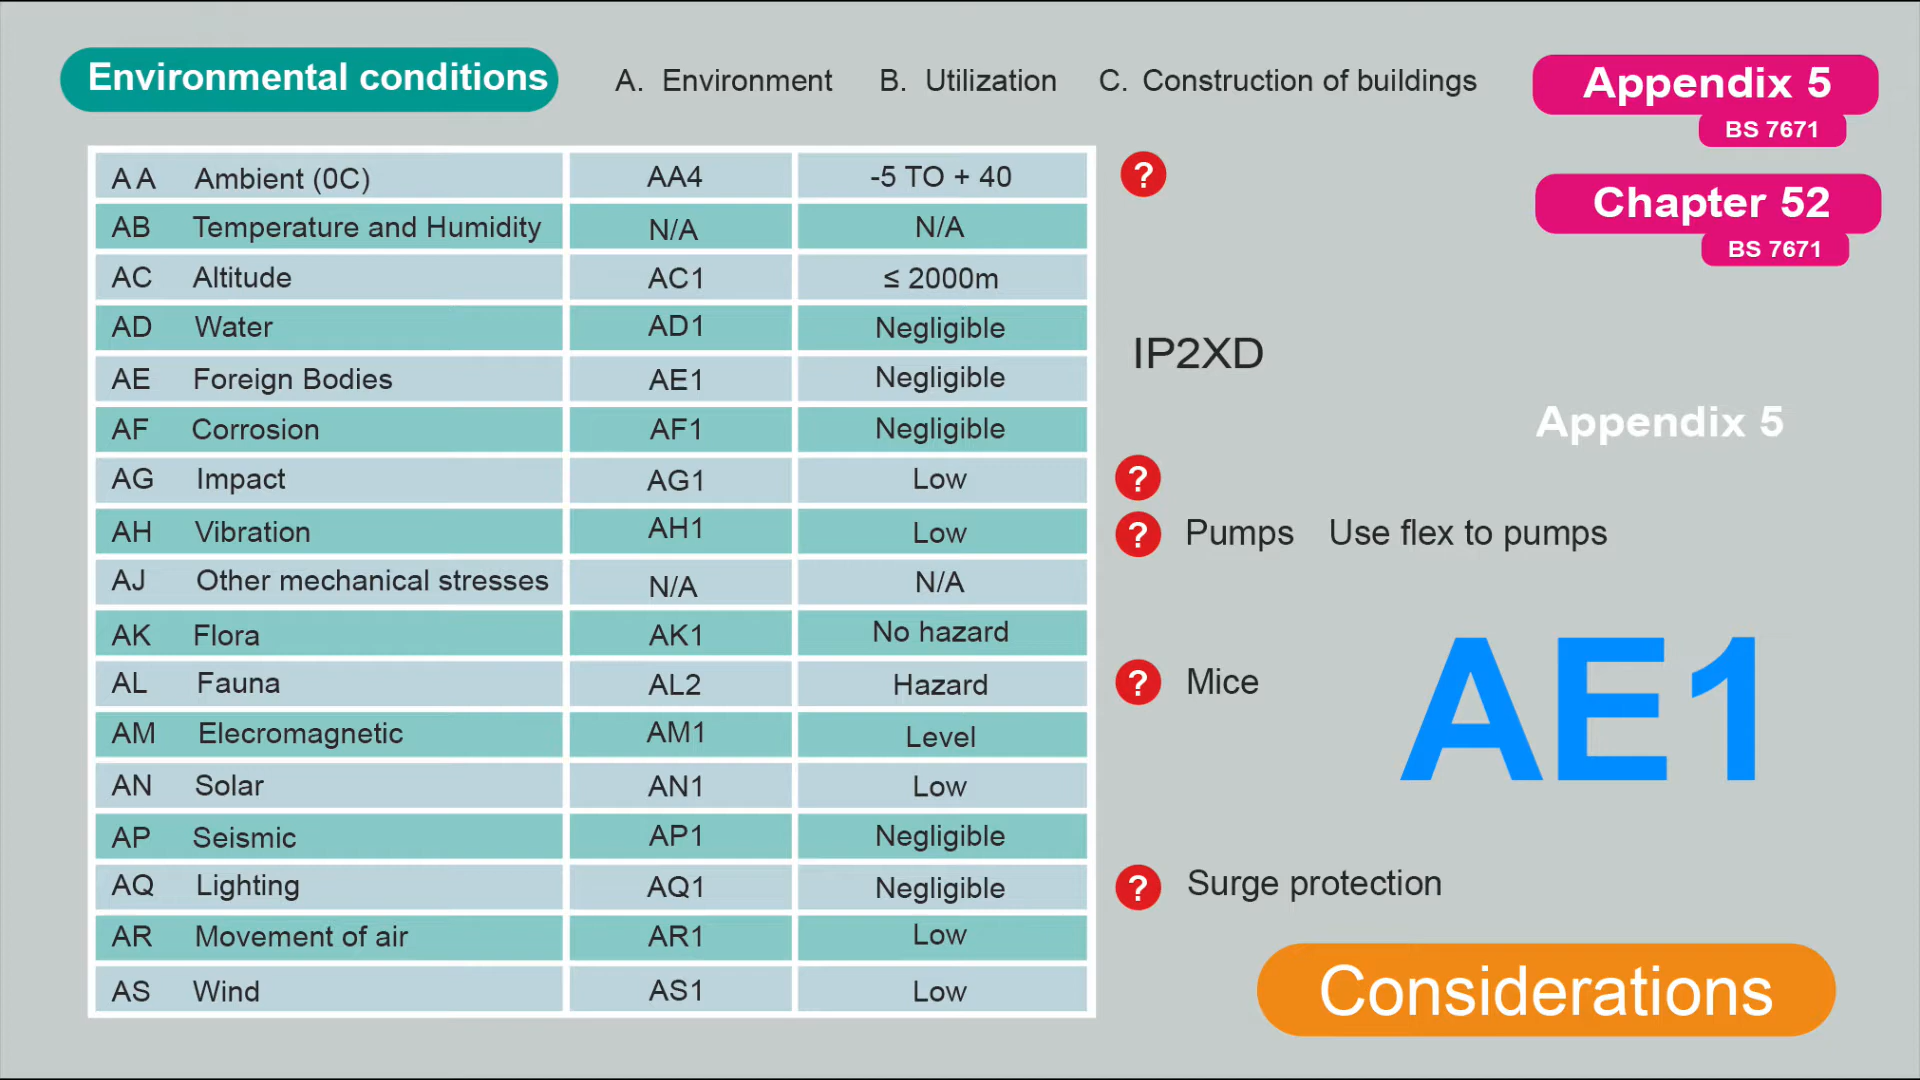 Environmental conditions A. Environment B. Utilization C. Construction of buildings Appendix 5
BS 7671
Chapter 52
BS 7671
A A Ambient (0C) AA4 -5 TO + 40 ?
AB Temperature and Humidity N/A N/A
AC Altitude AC1 ≤ 2000m
AD Water AD1 Negligible
IP2XD
AE Foreign Bodies AE1 Negligible
AF Corrosion AF1 Negligible
Appendix 5
AG Impact AG1 Low ?
AH Vibration AH1 Low ? Pumps Use flex to pumps
AJ Other mechanical stresses N/A N/A
AK Flora AK1 No hazard
AL Fauna AL2 Hazard ? Mice
AE1
AM Elecromagnetic AM1 Level
AN Solar AN1 Low
AP Seismic AP1 Negligible
AQ Lighting AQ1 Negligible ? Surge protection
AR Movement of air AR1 Low
AS Wind AS1 Low
Considerations